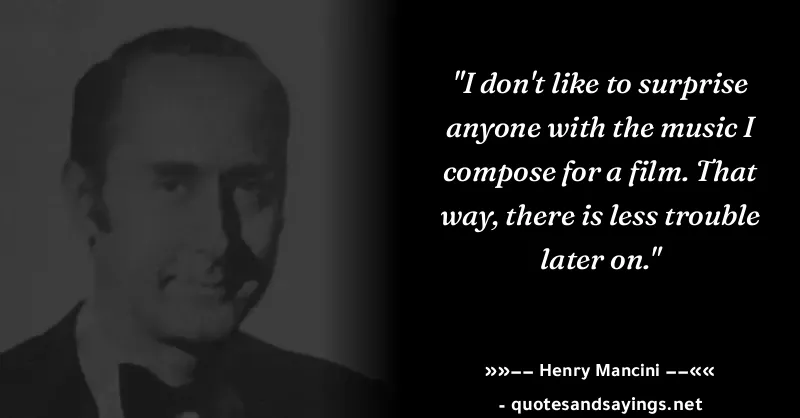 "I don't like to surprise
anyone with the music I
compose for a film. That
way, there is less trouble
later on."
»»−− Henry Mancini −−««
- quotesandsayings.net